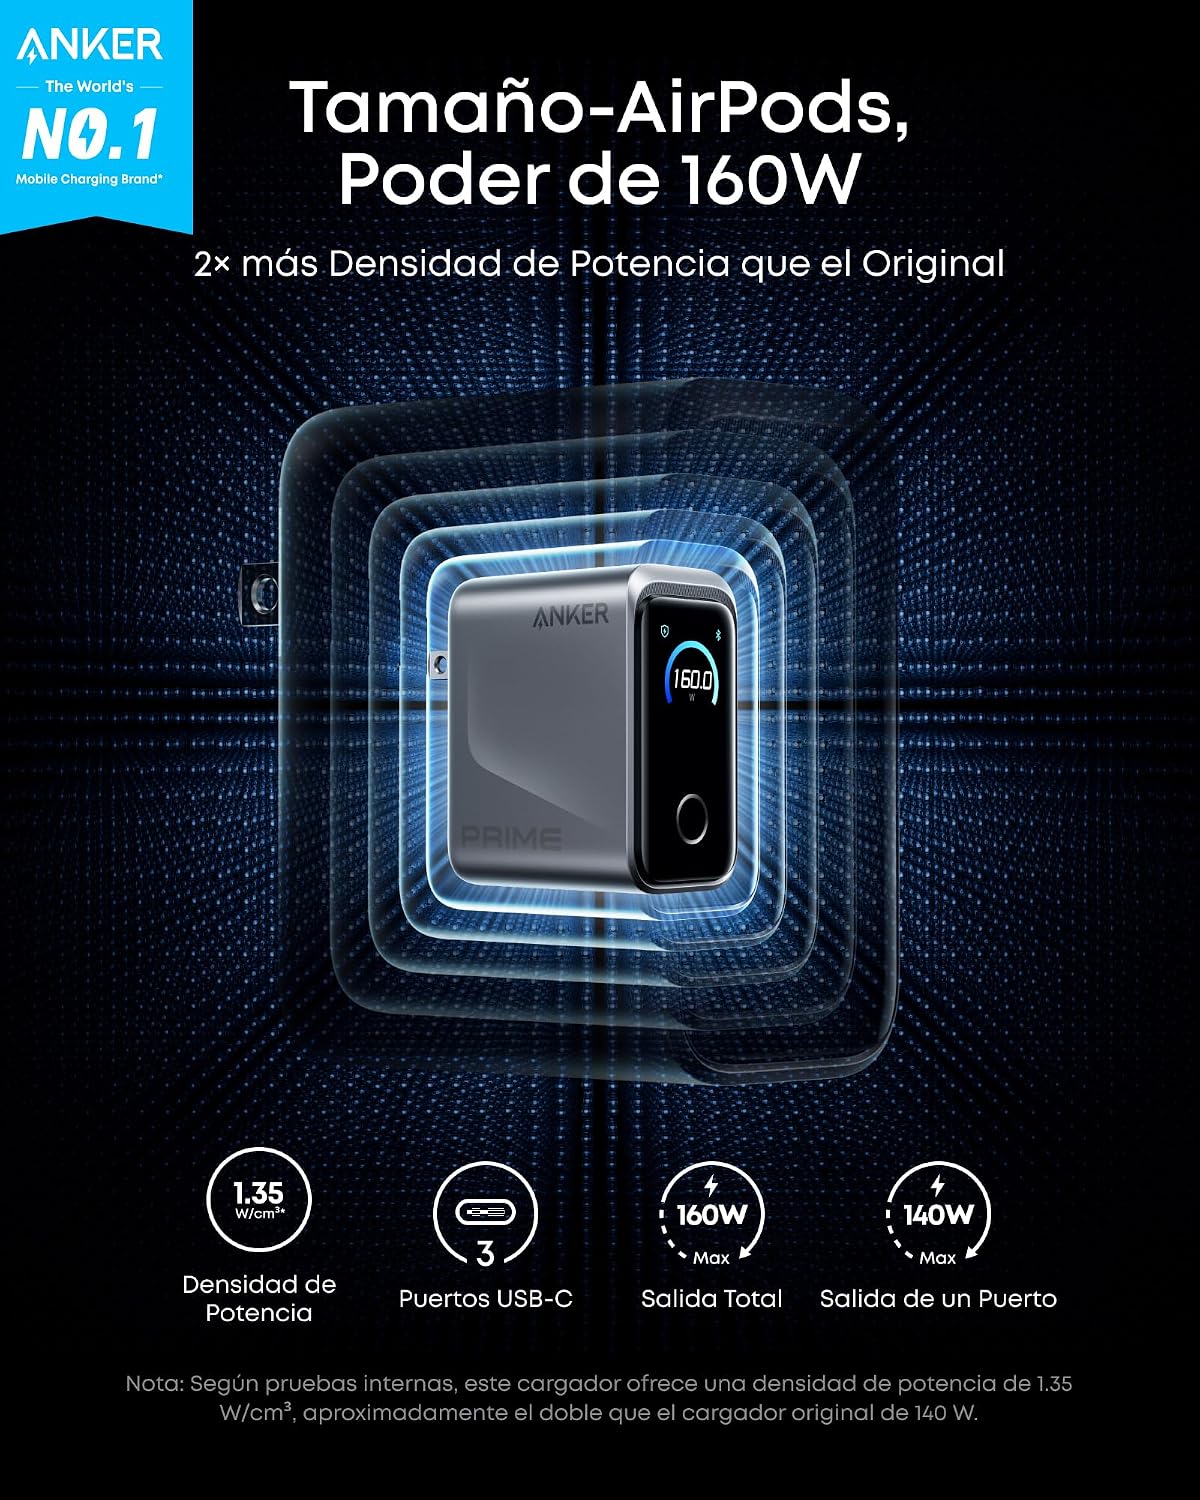 ANKER
The World's
NO.1
Mobile Charging Brand*
Tamaño-AirPods,
Poder de 160W
2× más Densidad de Potencia que el Original
ANKER
160.0
W
PRIME
1.35
W/cm³*
Densidad de
Potencia
3
Puertos USB-C
160W
Max
Salida Total
140W
Max
Salida de un Puerto
Nota: Según pruebas internas, este cargador ofrece una densidad de potencia de 1.35
W/cm³, aproximadamente el doble que el cargador original de 140 W.